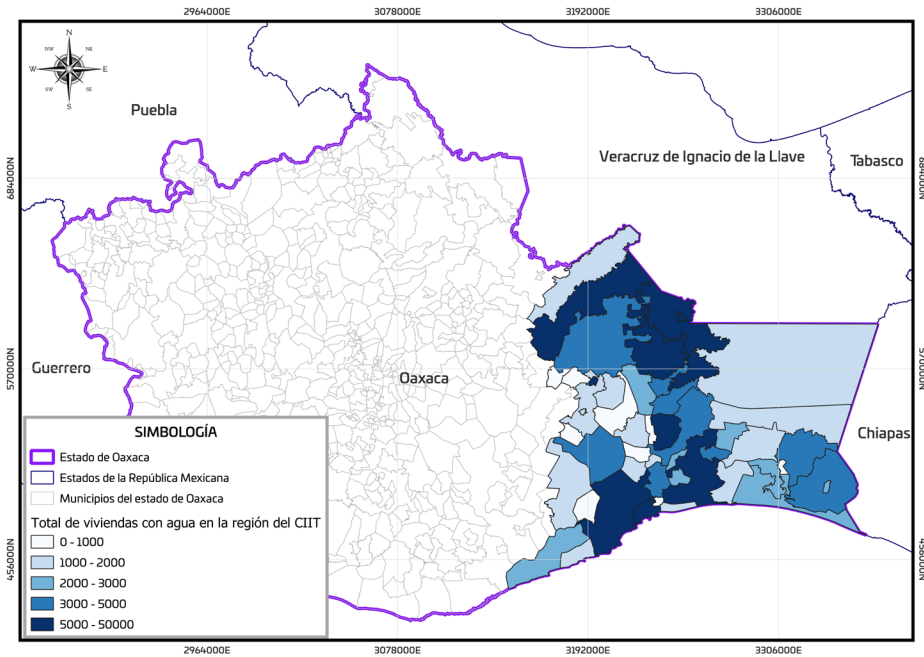 2964000E 3078000E 3192000E 3306000E
N
NW NE
W E
SW SE
S
Puebla
Veracruz de Ignacio de la Llave
Tabasco
684000N 684000N
Guerrero
Oaxaca
570000N 570000N
Chiapas
SIMBOLOGÍA
Estado de Oaxaca
Estados de la República Mexicana
Municipios del estado de Oaxaca
Total de viviendas con agua en la región del CIIT
0 - 1000
1000 - 2000
2000 - 3000
3000 - 5000
5000 - 50000
456000N 456000N
2964000E 3078000E 3192000E 3306000E